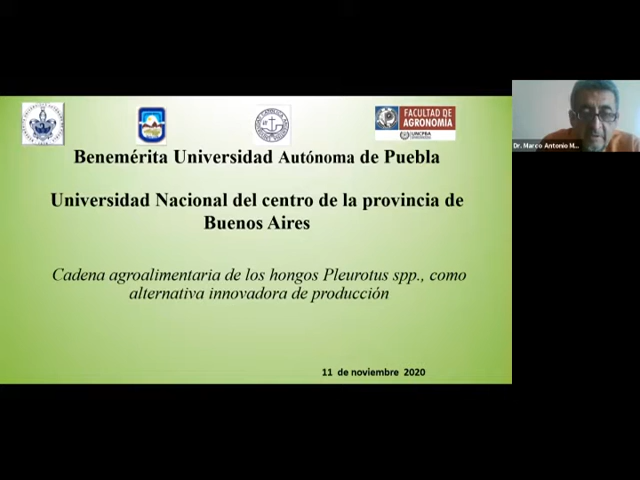 FACULTAD DE
AGRONOMÍA
UNCPBA
Benemérita Universidad Autónoma de Puebla
Universidad Nacional del centro de la provincia de
Buenos Aires
Cadena agroalimentaria de los hongos Pleurotus spp., como
alternativa innovadora de producción
11 de noviembre 2020
Dr. Marco Antonio M...